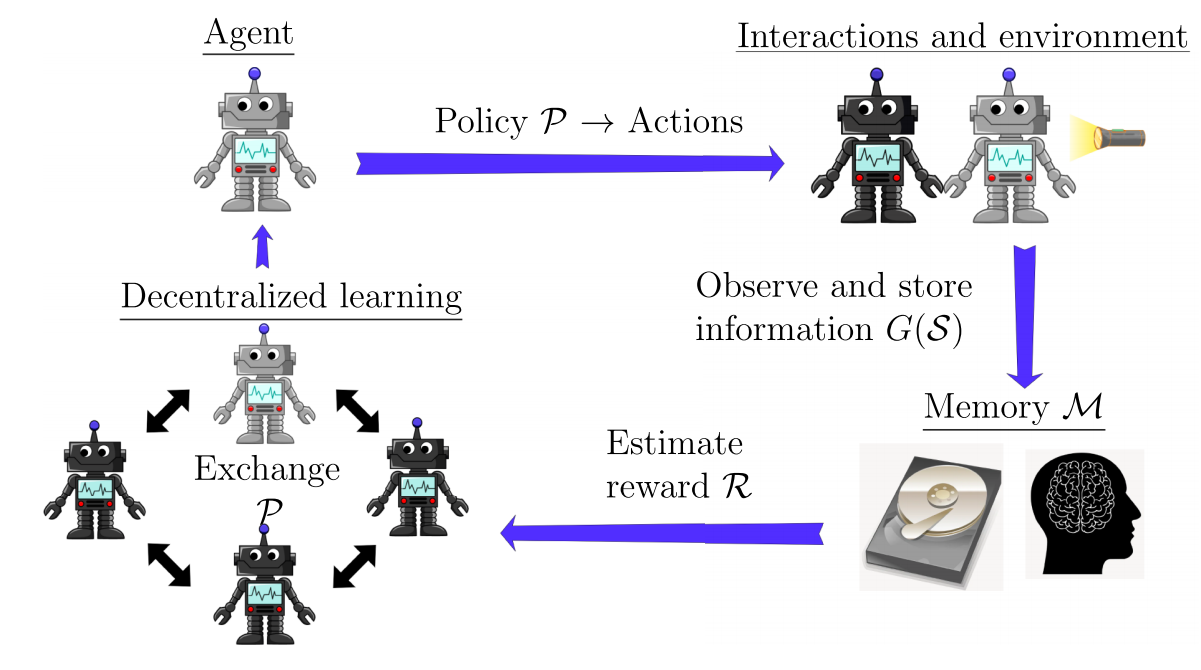 Agent
Interactions and environment
Policy 𝒫 → Actions
Decentralized learning
Observe and store
information G(𝒮)
Memory ℳ
Estimate
reward ℛ
Exchange
𝒫